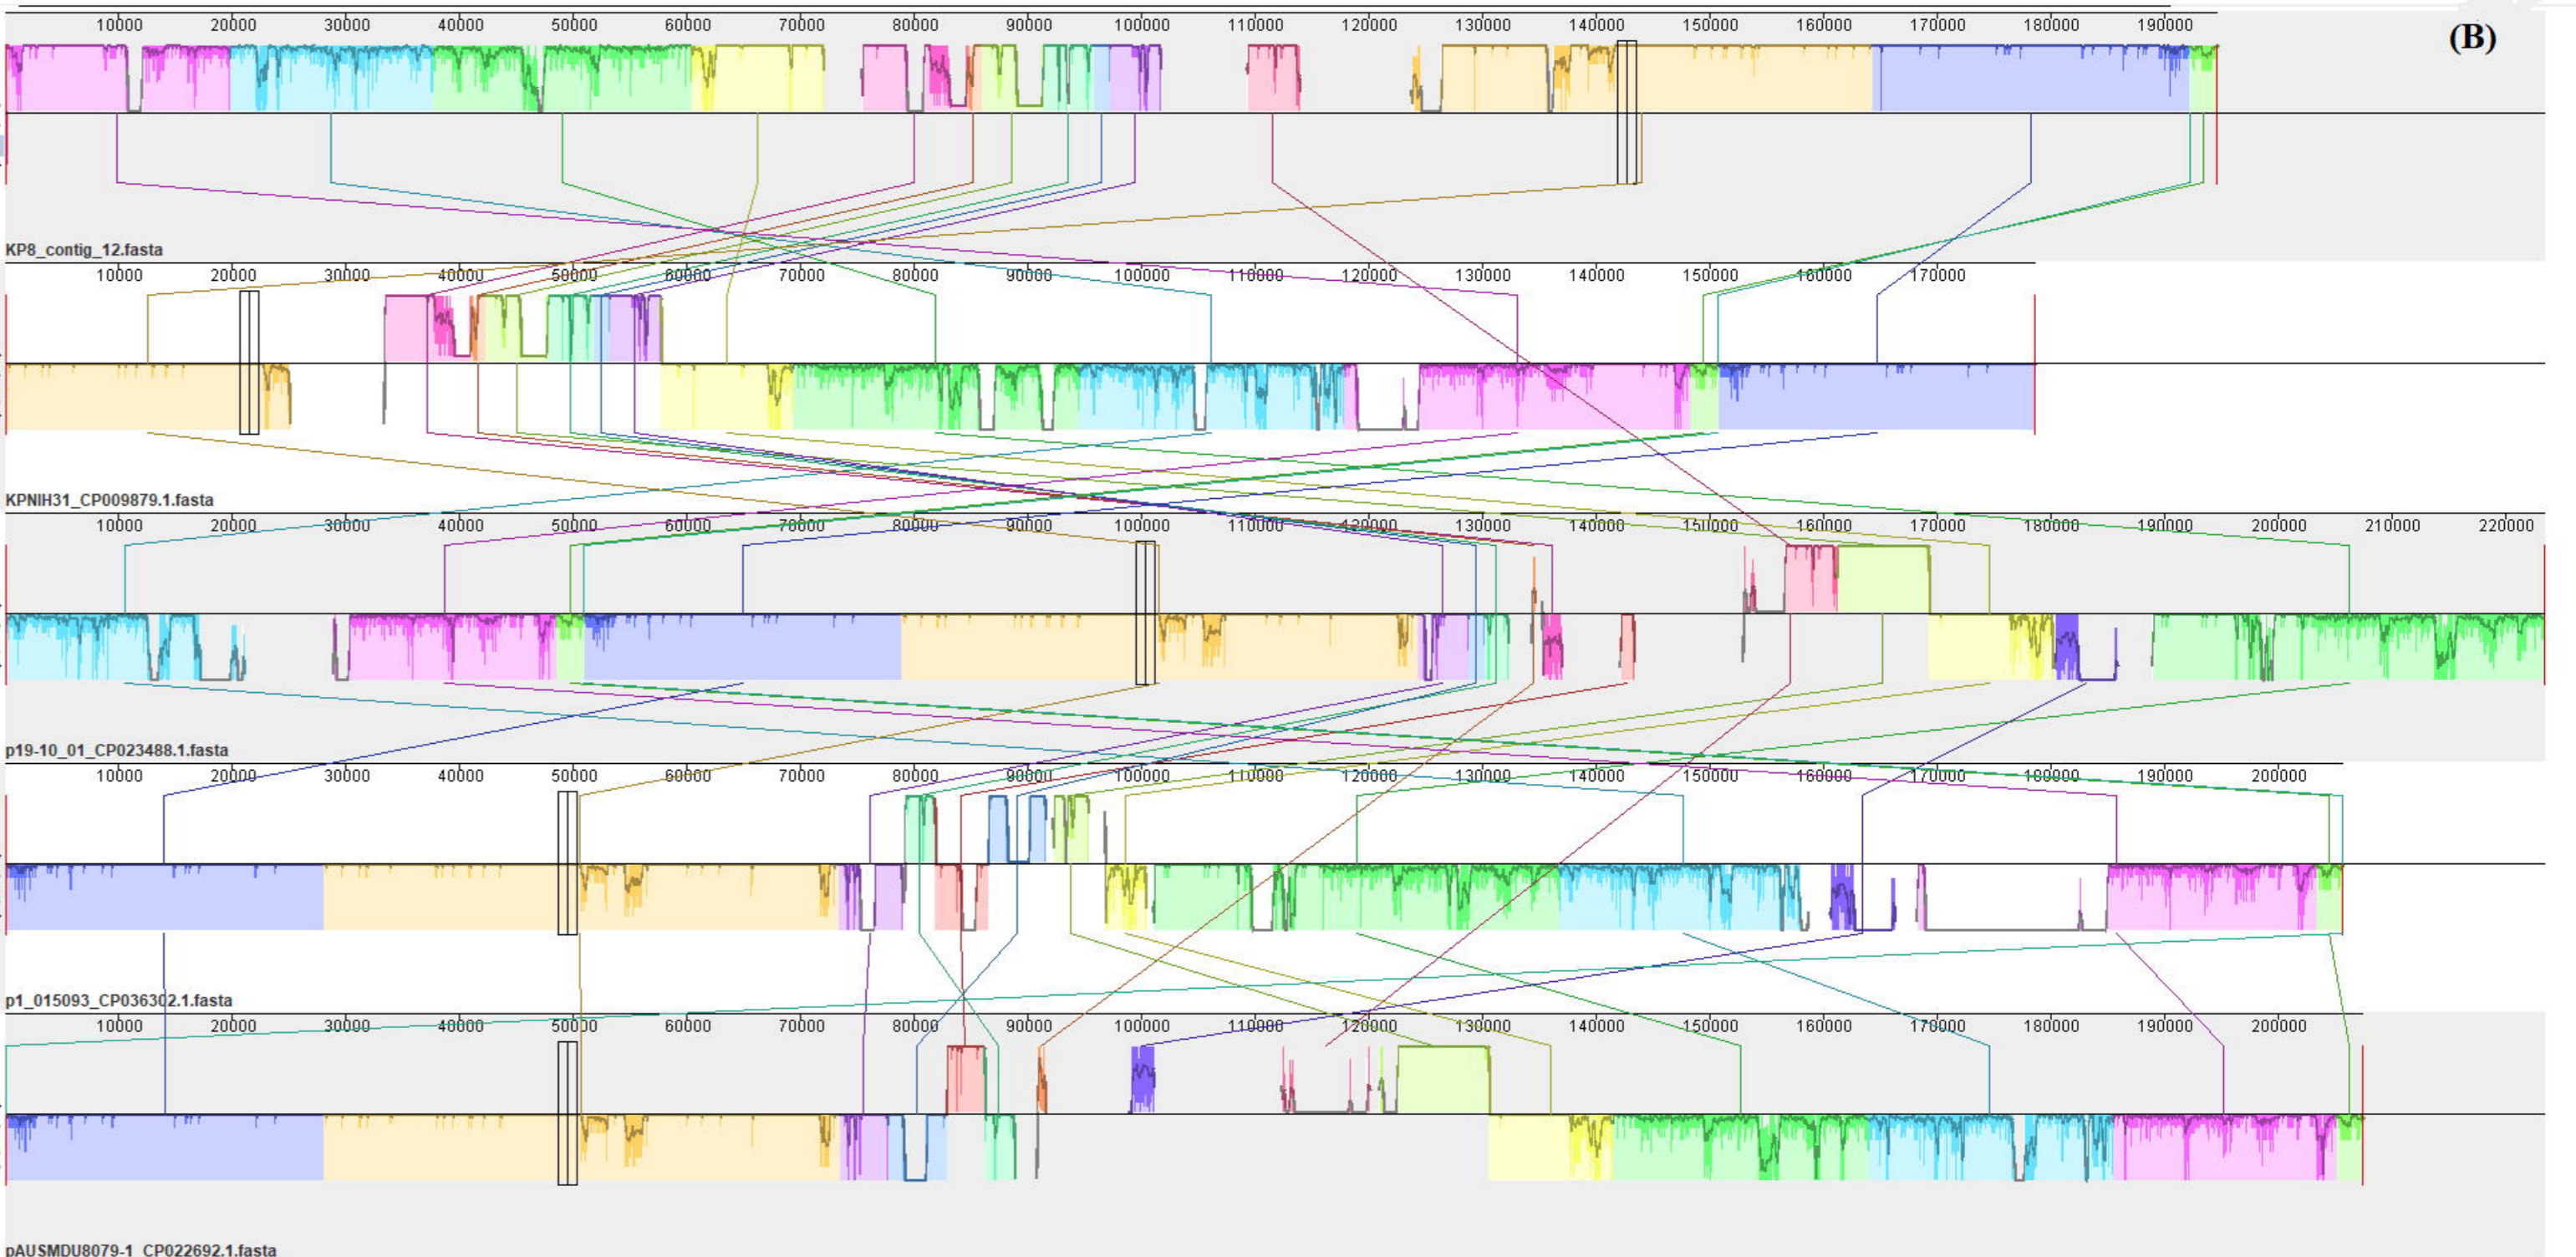 10000 20000 30000 40000 50000 60000 70000 80000 90000 100000 110000 120000 130000 140000 150000 160000 170000 180000 190000
(B)
KP8_contig_12.fasta
10000 20000 30000 40000 50000 60000 70000 80000 90000 100000 110000 120000 130000 140000 150000 160000 170000
KPNIH31_CP009879.1.fasta
10000 20000 30000 40000 50000 60000 70000 80000 90000 100000 110000 120000 130000 140000 150000 160000 170000 180000 190000 200000 210000 220000
p19-10_01_CP023488.1.fasta
10000 20000 30000 40000 50000 60000 70000 80000 90000 100000 110000 120000 130000 140000 150000 160000 170000 180000 190000 200000
p1_015093_CP036302.1.fasta
10000 20000 30000 40000 50000 60000 70000 80000 90000 100000 110000 120000 130000 140000 150000 160000 170000 180000 190000 200000
pAUSMDU8079-1_CP022692.1.fasta